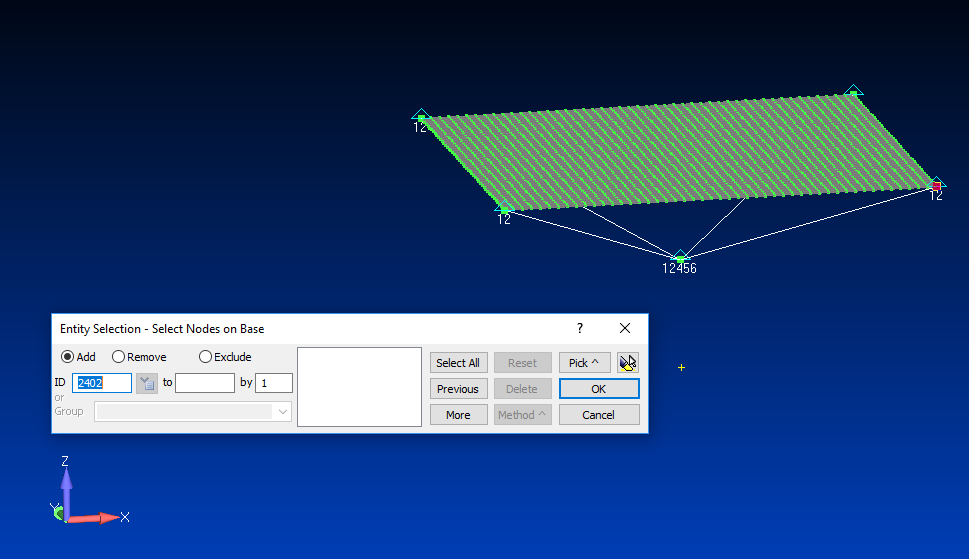 12
12
12
12456
Entity Selection - Select Nodes on Base
? 
Add Remove Exclude
ID 2402 to by 1
or
Group
Select All Reset Pick ^
Previous Delete OK
More Method ^ Cancel
Z
Y
X